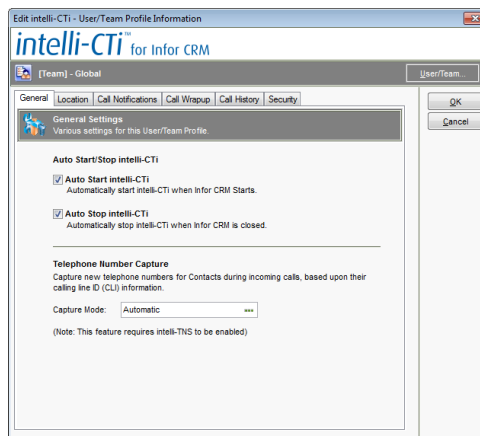 Edit intelli-CTi - User/Team Profile Information
intelli-CTi™ for Infor CRM
[Team] - Global
User/Team...
General Location Call Notifications Call Wrapup Call History Security
OK
Cancel
General Settings
Various settings for this User/Team Profile.
Auto Start/Stop intelli-CTi
Auto Start intelli-CTi
Automatically start intelli-CTi when Infor CRM Starts.
Auto Stop intelli-CTi
Automatically stop intelli-CTi when Infor CRM is closed.
Telephone Number Capture
Capture new telephone numbers for Contacts during incoming calls, based upon their
calling line ID (CLI) information.
Capture Mode: Automatic
(Note: This feature requires intelli-TNS to be enabled)